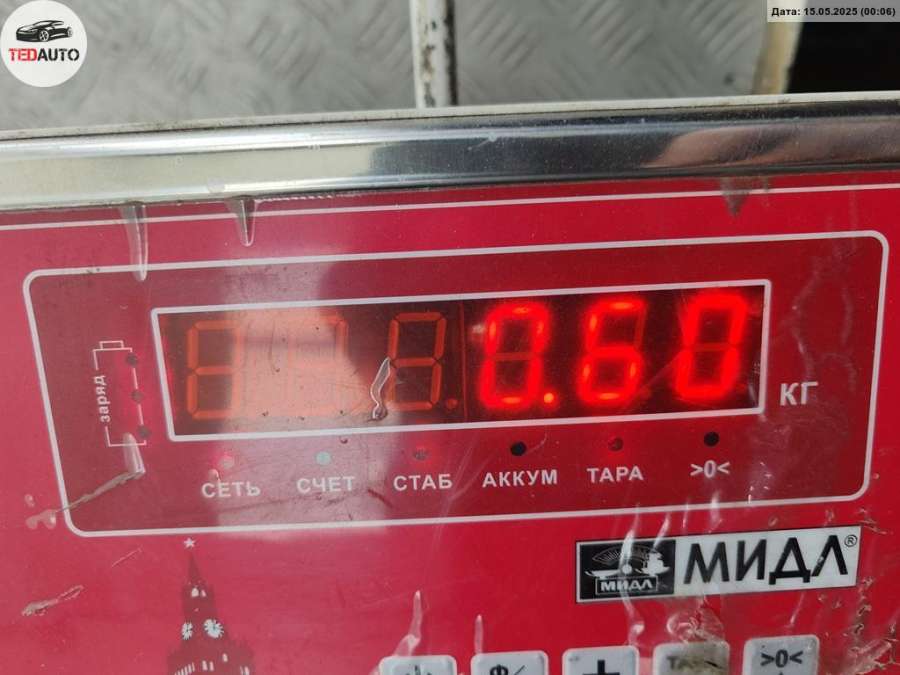 Дата: 15.05.2025 (00:06)
TEDAUTO
0.60
КГ
заряд
СЕТЬ СЧЕТ СТАБ АККУМ ТАРА >0<
МИДЛ МИДЛ®
>0<